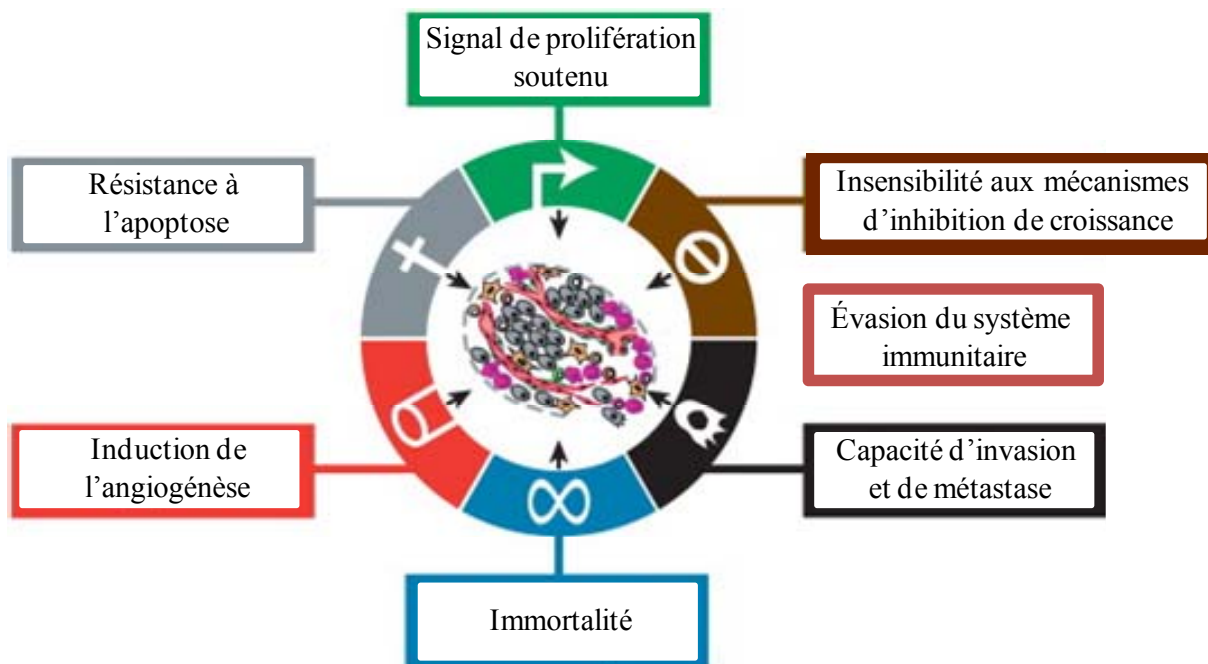 Signal de prolifération
soutenu
Résistance à
l’apoptose
Insensibilité aux mécanismes
d’inhibition de croissance
Évasion du système
immunitaire
Induction de
l’angiogénèse
Capacité d’invasion
et de métastase
Immortalité